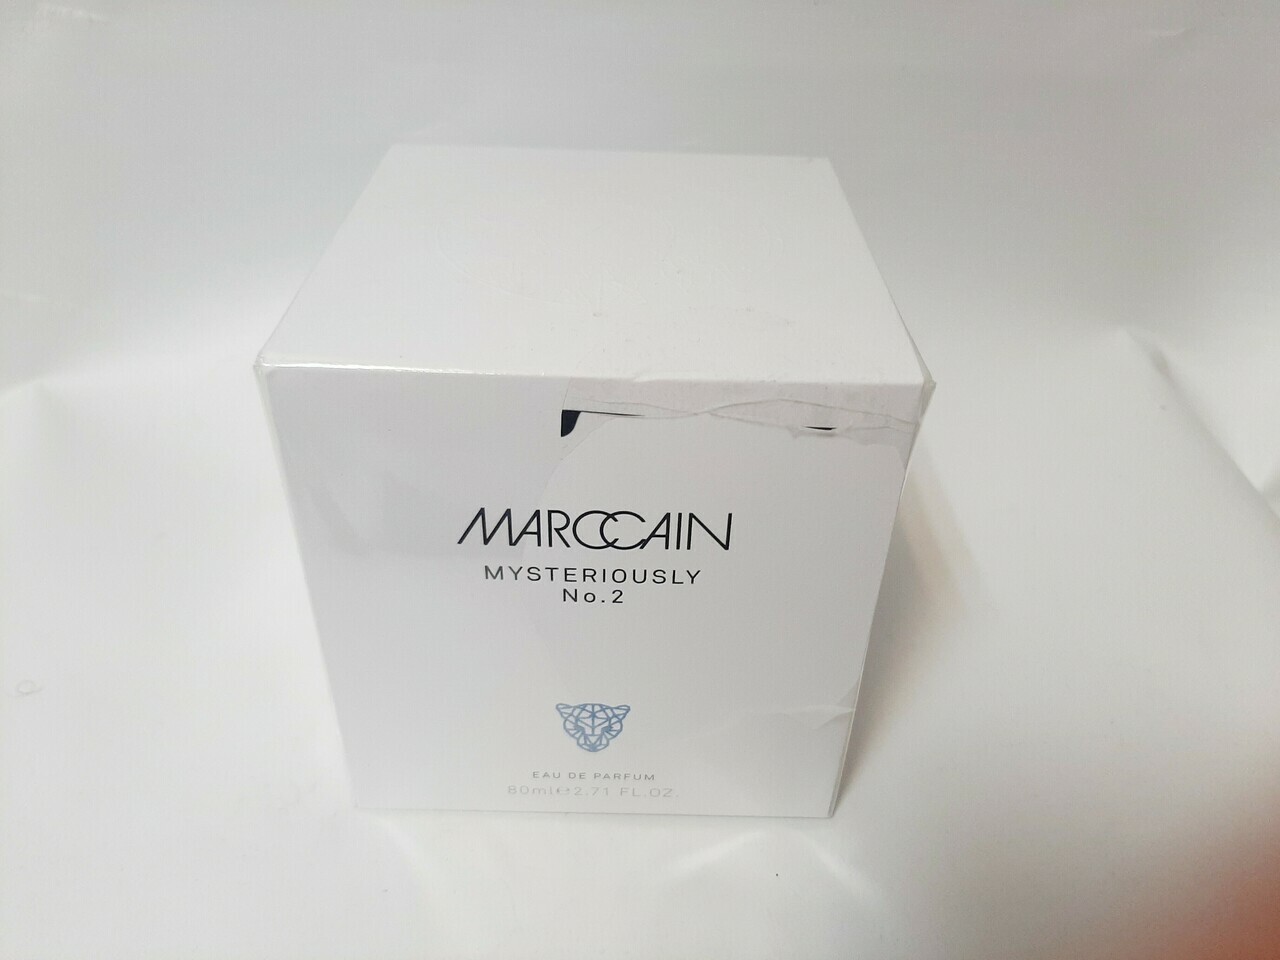 MARCCAIN
MYSTERIOUSLY
No.2
EAU DE PARFUM
80ml℮2.71 FL.OZ.